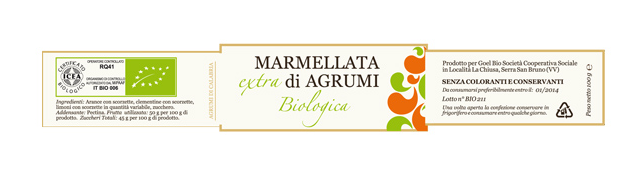 CERTIFICATO
ICEA
BIOLOGICO
OPERATORE CONTROLLATO
RQ41
ORGANISMO DI CONTROLLO
AUTORIZZATO DAL MIPAAF
IT BIO 006
Ingredienti: Arance con scorzette, clementine con scorzette,
limoni con scorzette in quantità variabile, zucchero.
Addensante: Pectina. Frutta utilizzata: 50 g per 100 g di
prodotto. Zuccheri Totali: 45 g per 100 g di prodotto.
AGRUMI DI CALABRIA
MARMELLATA
extra di AGRUMI
Biologica
Prodotto per Goel Bio Società Cooperativa Sociale
in Località La Chiusa, Serra San Bruno (VV)
SENZA COLORANTI E CONSERVANTI
Da consumarsi preferibilmente entro il: 01/2014
Lotto n° BIO 211
Una volta aperta la confezione conservare in
frigorifero e consumare entro qualche giorno.
Peso netto 200 g